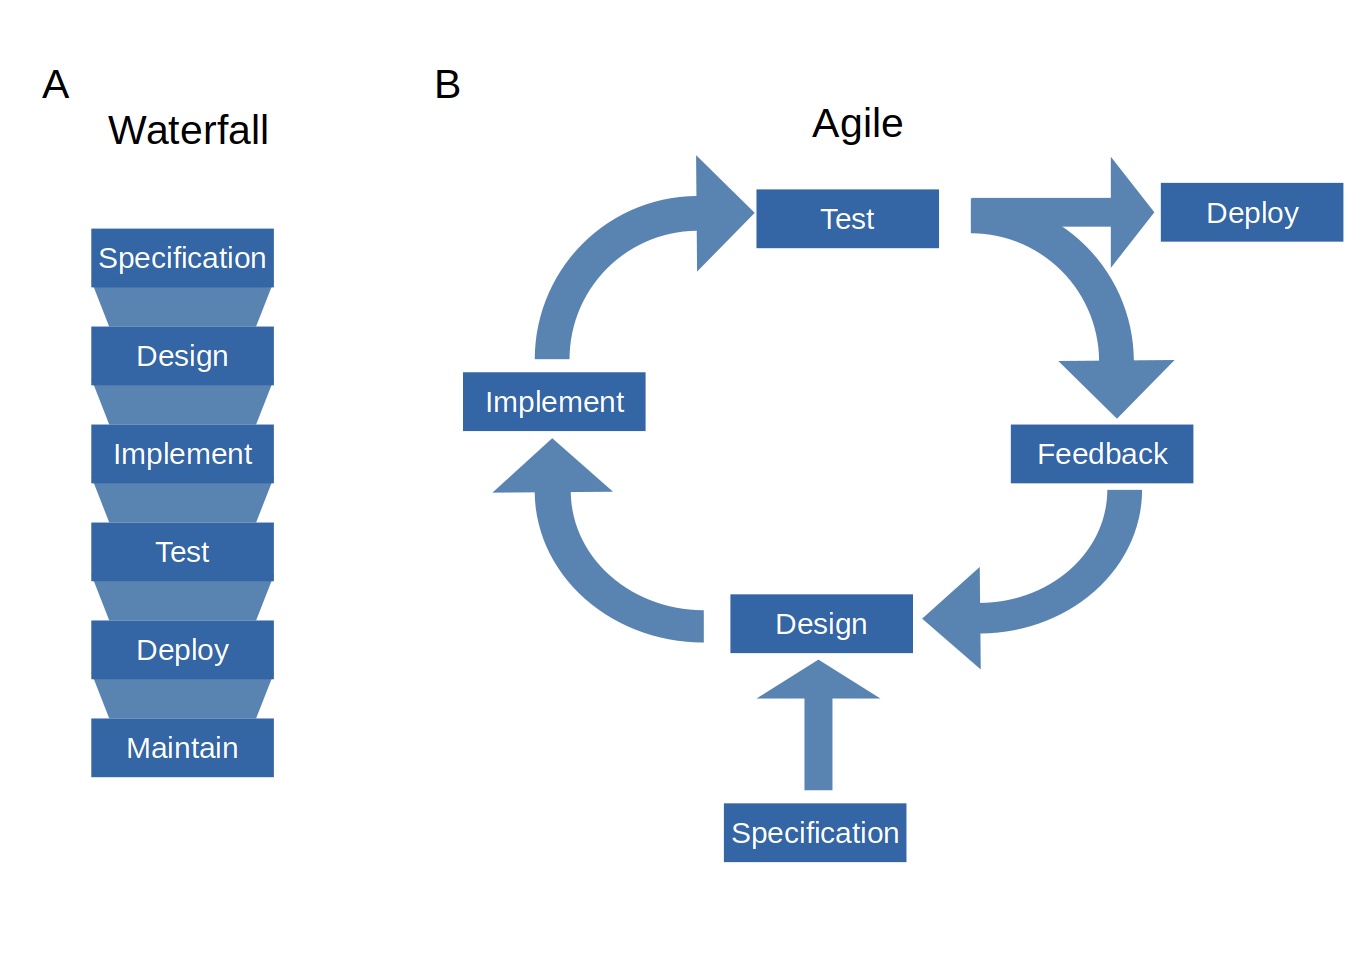 A
Waterfall
Specification
Design
Implement
Test
Deploy
Maintain
B
Agile
Test
Deploy
Implement
Feedback
Design
Specification